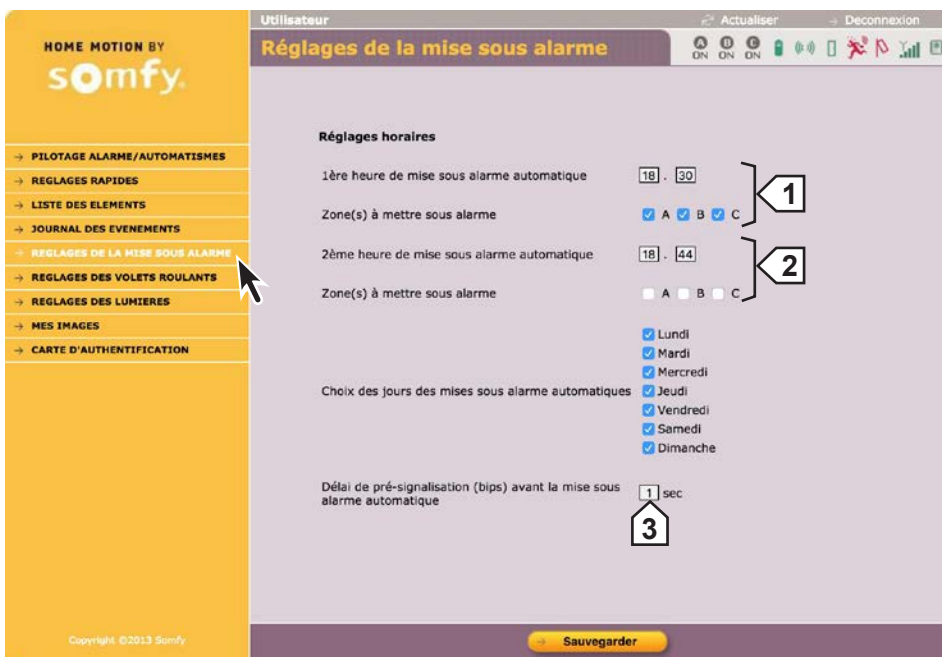 Utilisateur
Actualiser
Déconnexion
HOME MOTION BY
somfy.
Réglages de la mise sous alarme
A B C
ON ON ON
→ PILOTAGE ALARME/AUTOMATISMES
→ REGLAGES RAPIDES
→ LISTE DES ELEMENTS
→ JOURNAL DES EVENEMENTS
→ REGLAGES DE LA MISE SOUS ALARME
→ REGLAGES DES VOLETS ROULANTS
→ REGLAGES DES LUMIERES
→ MES IMAGES
→ CARTE D'AUTHENTIFICATION
Réglages horaires
1ère heure de mise sous alarme automatique 18 . 30
Zone(s) à mettre sous alarme A B C
1
2ème heure de mise sous alarme automatique 18 . 44
Zone(s) à mettre sous alarme A B C
2
Choix des jours des mises sous alarme automatiques
Lundi
Mardi
Mercredi
Jeudi
Vendredi
Samedi
Dimanche
Délai de pré-signalisation (bips) avant la mise sous
alarme automatique
1 sec
3
Copyright ©2013 Somfy
→ Sauvegarder